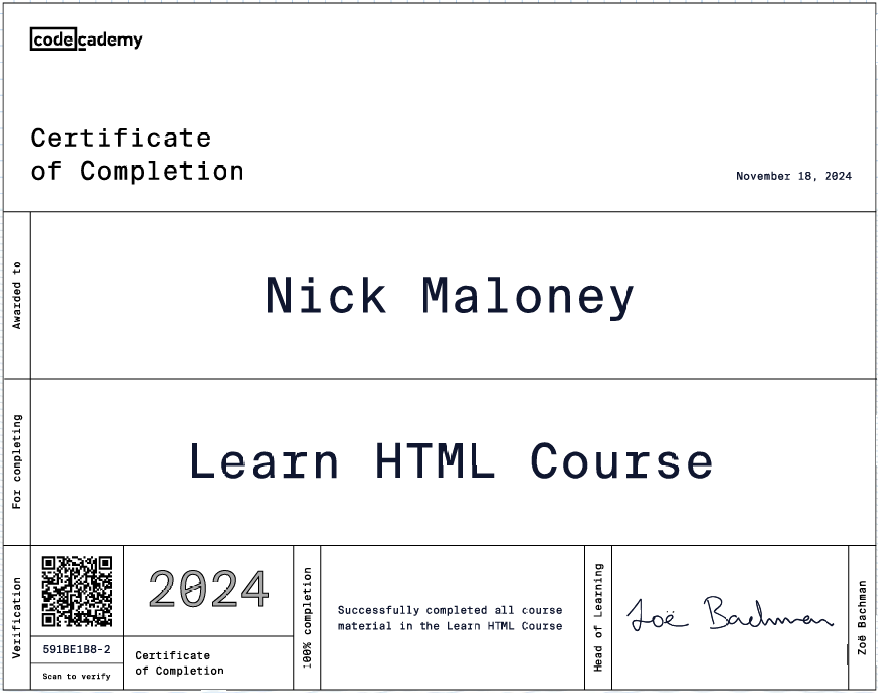 codecademy
Certificate
of Completion
November 18, 2024
Awarded to
Nick Maloney
For completing
Learn HTML Course
Verification
591BE1B8-2
Scan to verify
2024
Certificate
of Completion
100% completion
Successfully completed all course
material in the Learn HTML Course
Head of Learning
Zoë Bachman
Zoë Bachman